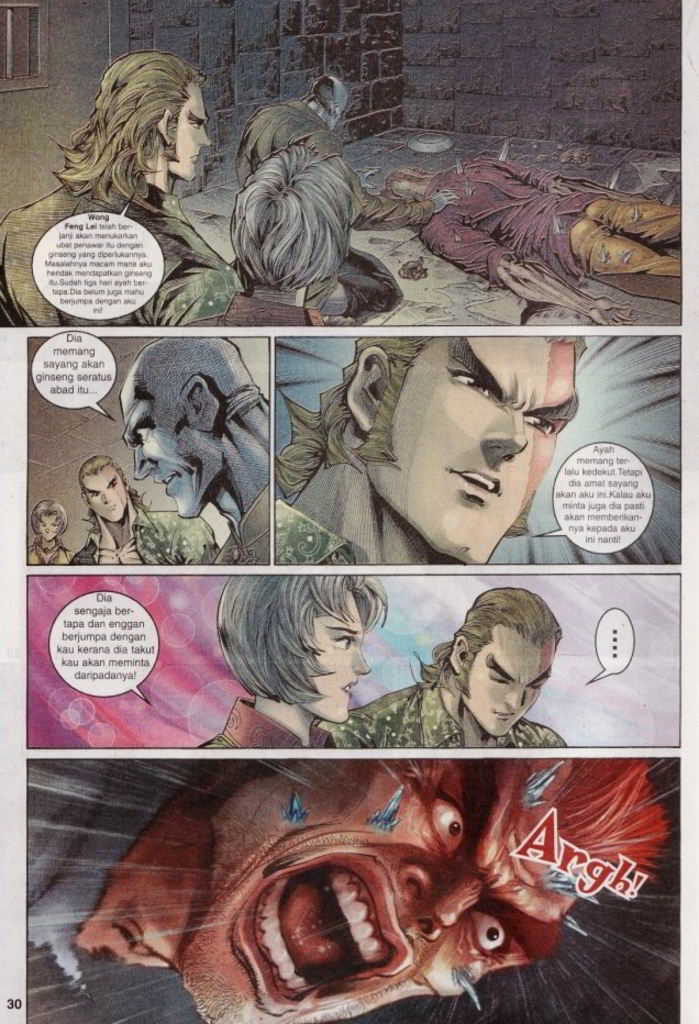 Wong
Feng Lei telah ber-
janji akan menukarkan
ubat penawar itu dengan
ginseng yang diperlukannya.
Masalahnya macam mana aku
hendak mendapatkan ginseng
itu.Sudah tiga hari ayah ber-
tapa.Dia belum juga mahu
berjumpa dengan aku
ini!
Dia
memang
sayang akan
ginseng seratus
abad itu...
Ayah
memang ter-
lalu kedekut.Tetapi
dia amat sayang
akan aku ini.Kalau aku
minta juga dia pasti
akan memberikan-
nya kepada aku
ini nanti!
Dia
sengaja ber-
tapa dan enggan
berjumpa dengan
kau kerana dia takut
kau akan meminta
daripadanya!
.....
Argh!
30